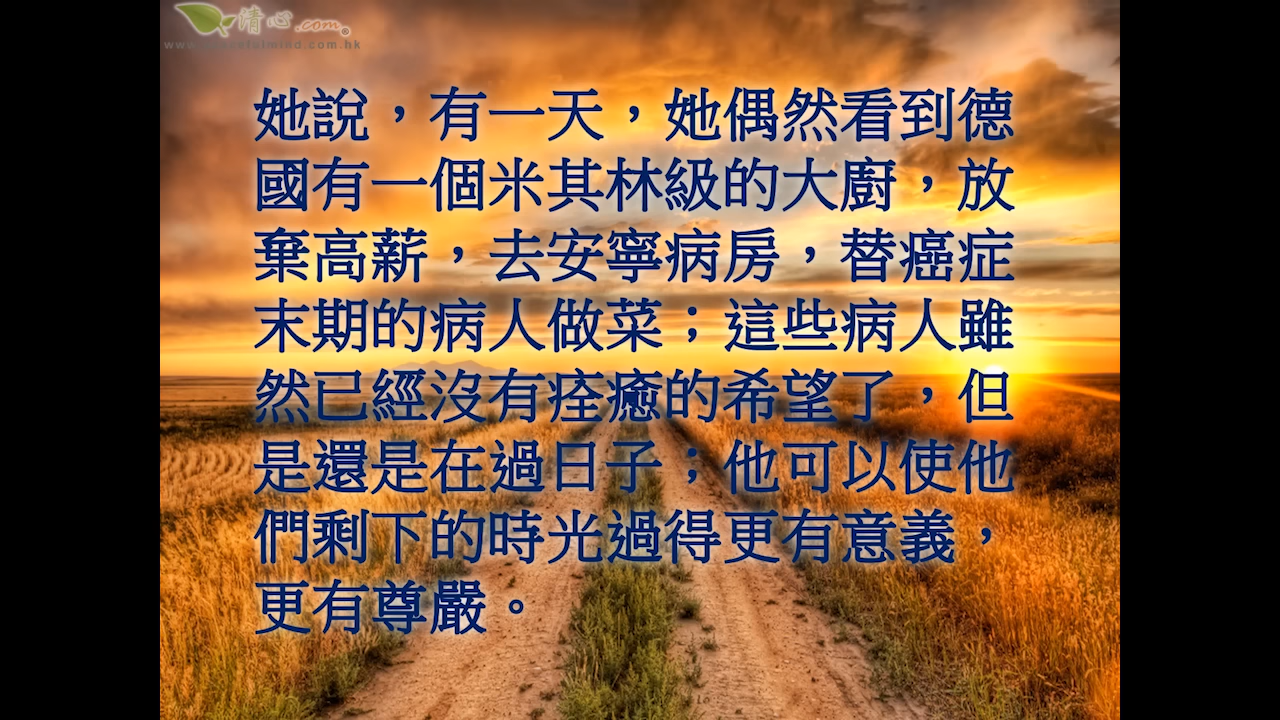 清心.com®
www.peacefulmind.com.hk
她說，有一天，她偶然看到德
國有一個米其林級的大廚，放
棄高薪，去安寧病房，替癌症
末期的病人做菜；這些病人雖
然已經沒有痊癒的希望了，但
是還是在過日子；他可以使他
們剩下的時光過得更有意義，
更有尊嚴。